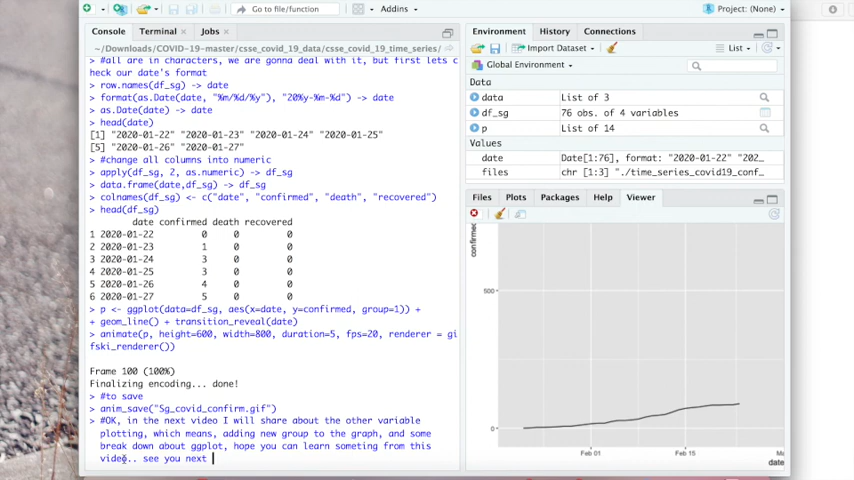 Go to file/function
Addins
Project: (None)
Console
Terminal
Jobs
~/Downloads/COVID-19-master/csse_covid_19_data/csse_covid_19_time_series/
> #all are in characters, we are gonna deal with it, but first lets c
heck our date's format
> row.names(df_sg) -> date
> format(as.Date(date, "%m/%d/%y"), "20%y-%m-%d") -> date
> as.Date(date) -> date
> head(date)
[1] "2020-01-22" "2020-01-23" "2020-01-24" "2020-01-25"
[5] "2020-01-26" "2020-01-27"
> #change all columns into numeric
> apply(df_sg, 2, as.numeric) -> df_sg
> data.frame(date,df_sg) -> df_sg
> colnames(df_sg) <- c("date", "confirmed", "death", "recovered")
> head(df_sg)
date confirmed death recovered
1 2020-01-22 0 0 0
2 2020-01-23 1 0 0
3 2020-01-24 3 0 0
4 2020-01-25 3 0 0
5 2020-01-26 4 0 0
6 2020-01-27 5 0 0
> p <- ggplot(data=df_sg, aes(x=date, y=confirmed, group=1)) +
+ geom_line() + transition_reveal(date)
> animate(p, height=600, width=800, duration=5, fps=20, renderer = gi
fski_renderer())
Frame 100 (100%)
Finalizing encoding... done!
> #to save
> anim_save("Sg_confirm.gif")
> #OK, in the next video I will share about the other variable
plotting, which means, adding new group to the graph, and some
break down about ggplot, hope you can learn someting from this
video.. see you next
Environment
History
Connections
Import Dataset
List
Global Environment
Data
data List of 3
df_sg 76 obs. of 4 variables
p List of 14
Values
date Date[1:76], format: "2020-01-22" "202…
files chr [1:3] "./time_series_covid19_conf…
Files
Plots
Packages
Help
Viewer
confirmed
500
0
Feb 01
Feb 15
Ma
date